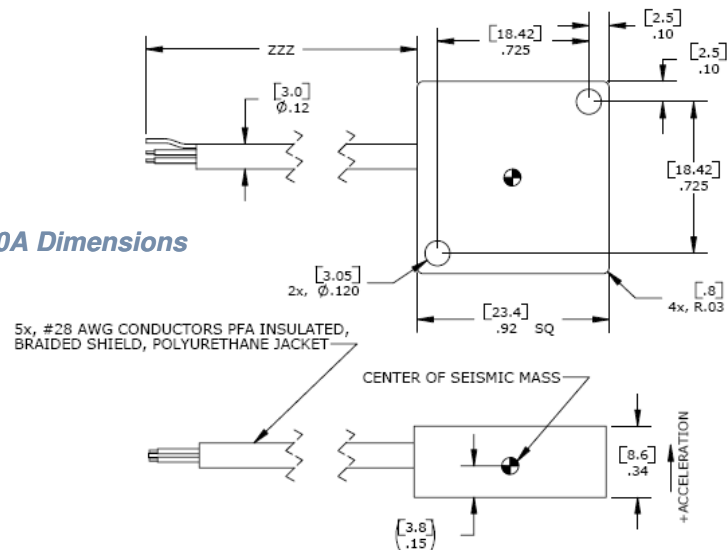 [2.5]
.10
[18.42]
.725
ZZZ
[2.5]
.10
[3.0]
Ø.12
[18.42]
.725
0A Dimensions
[3.05]
2x, Ø.120
[.8]
4x, R.03
[23.4]
.92 SQ
5x, #28 AWG CONDUCTORS PFA INSULATED,
BRAIDED SHIELD, POLYURETHANE JACKET
CENTER OF SEISMIC MASS
[8.6]
.34
+ACCELERATION
([3.8]
.15)